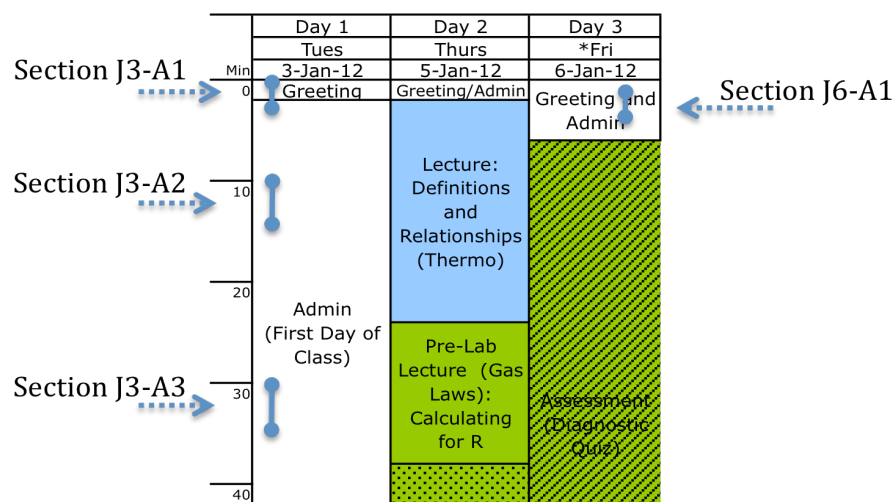 Day 1 Day 2 Day 3
Tues Thurs *Fri
Section J3-A1 Min 3-Jan-12 5-Jan-12 6-Jan-12 Section J6-A1
0 Greeting Greeting/Admin Greeting and
Admin
Section J3-A2
10
Lecture:
Definitions
and
Relationships
(Thermo)
20
Admin
(First Day of
Class)
Pre-Lab
Lecture (Gas
Laws):
Calculating
for R
Section J3-A3
30
Assessment
(Diagnostic
Quiz)
40